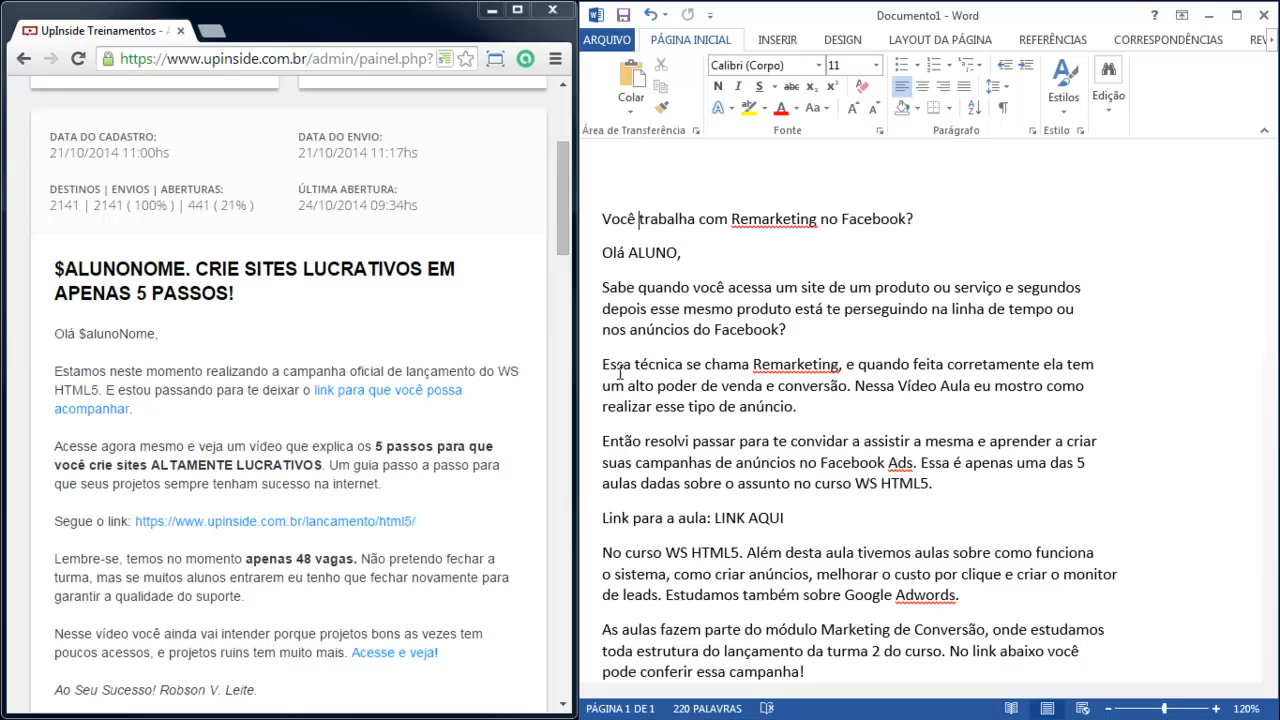 UpInside Treinamentos - A
https://www.upinside.com.br/admin/painel.php?
DATA DO CADASTRO:
21/10/2014 11:00hs
DATA DO ENVIO:
21/10/2014 11:17hs
DESTINOS | ENVIOS | ABERTURAS:
2141 | 2141 ( 100% ) | 441 ( 21% )
ÚLTIMA ABERTURA:
24/10/2014 09:34hs
$ALUNONOME. CRIE SITES LUCRATIVOS EM
APENAS 5 PASSOS!
Olá $alunoNome,
Estamos neste momento realizando a campanha oficial de lançamento do WS
HTML5. E estou passando para te deixar o link para que você possa
acompanhar.
Acesse agora mesmo e veja um vídeo que explica os 5 passos para que
você crie sites ALTAMENTE LUCRATIVOS. Um guia passo a passo para
que seus projetos sempre tenham sucesso na internet.
Segue o link: https://www.upinside.com.br/lancamento/html5/
Lembre-se, temos no momento apenas 48 vagas. Não pretendo fechar a
turma, mas se muitos alunos entrarem eu tenho que fechar novamente para
garantir a qualidade do suporte.
Nesse vídeo você ainda vai intender porque projetos bons as vezes tem
poucos acessos, e projetos ruins tem muito mais. Acesse e veja!
Ao Seu Sucesso! Robson V. Leite.
Documento1 - Word
ARQUIVO PÁGINA INICIAL INSERIR DESIGN LAYOUT DA PÁGINA REFERÊNCIAS CORRESPONDÊNCIAS REV
Colar
Calibri (Corpo) 11
N I S abc x₂ x²
A A Aa A A
Estilos
Edição
Área de Transferência Fonte Parágrafo Estilo
Você trabalha com Remarketing no Facebook?
Olá ALUNO,
Sabe quando você acessa um site de um produto ou serviço e segundos
depois esse mesmo produto está te perseguindo na linha de tempo ou
nos anúncios do Facebook?
Essa técnica se chama Remarketing, e quando feita corretamente ela tem
um alto poder de venda e conversão. Nessa Vídeo Aula eu mostro como
realizar esse tipo de anúncio.
Então resolvi passar para te convidar a assistir a mesma e aprender a criar
suas campanhas de anúncios no Facebook Ads. Essa é apenas uma das 5
aulas dadas sobre o assunto no curso WS HTML5.
Link para a aula: LINK AQUI
No curso WS HTML5. Além desta aula tivemos aulas sobre como funciona
o sistema, como criar anúncios, melhorar o custo por clique e criar o monitor
de leads. Estudamos também sobre Google Adwords.
As aulas fazem parte do módulo Marketing de Conversão, onde estudamos
toda estrutura do lançamento da turma 2 do curso. No link abaixo você
pode conferir essa campanha!
PÁGINA 1 DE 1 220 PALAVRAS 120%